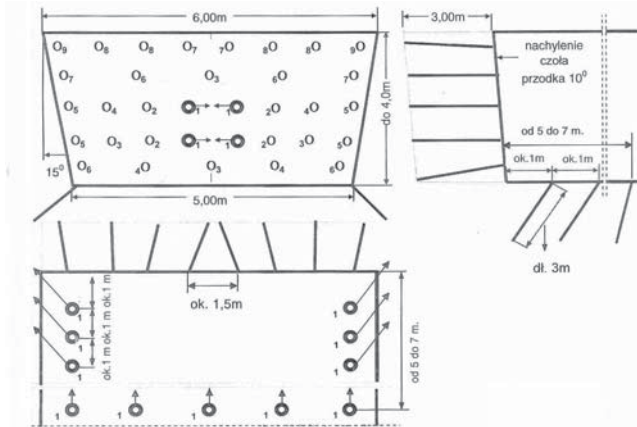 6,00m
O9 O8 O8 O7 7O 8O 8O 9O
O7 O6 O3 6O 7O
O5 O4 O2 1 1 2O 4O 5O
O5 O3 O2 1 1 2O 3O 5O
O6 4O O3 O4 6O
do 4,0m
15⁰
5,00m
3,00m
nachylenie
czoła
przodka 10⁰
od 5 do 7 m.
ok.1m ok.1m
dł. 3m
ok. 1,5m
ok.1 m ok.1 m ok.1 m
od 5 do 7 m.
1 1
1 1
1 1
1 1 1 1 1